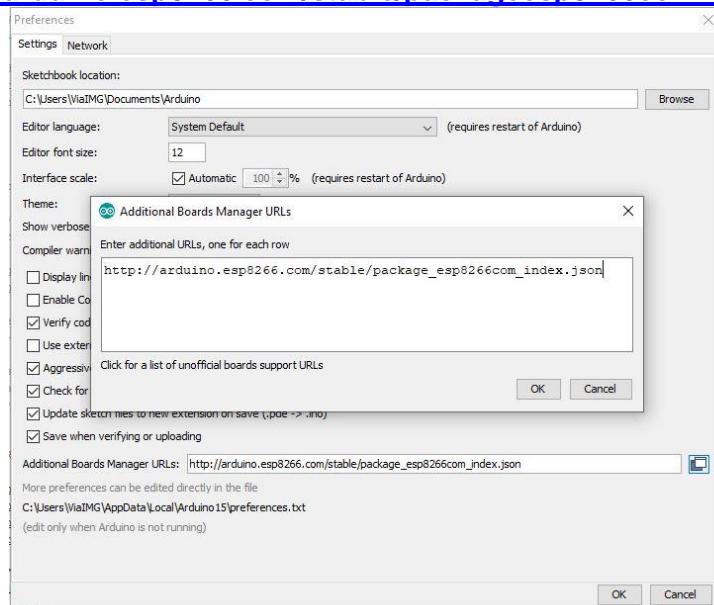 Preferences
Settings Network
Sketchbook location:
C:\Users\ViaIMG\Documents\Arduino Browse
Editor language: System Default (requires restart of Arduino)
Editor font size: 12
Interface scale: Automatic 100 % (requires restart of Arduino)
Theme:
Additional Boards Manager URLs
Show verbose
Enter additional URLs, one for each row
Compiler warn
http://arduino.esp8266.com/stable/package_esp8266com_index.json
Display lin
Enable Co
Verify cod
Use exter
Aggressiv
Click for a list of unofficial boards support URLs
Check for
OK Cancel
Update sketch files to new extension on save (.pde -> .ino)
Save when verifying or uploading
Additional Boards Manager URLs: http://arduino.esp8266.com/stable/package_esp8266com_index.json
More preferences can be edited directly in the file
C:\Users\ViaIMG\AppData\Local\Arduino15\preferences.txt
(edit only when Arduino is not running)
OK Cancel